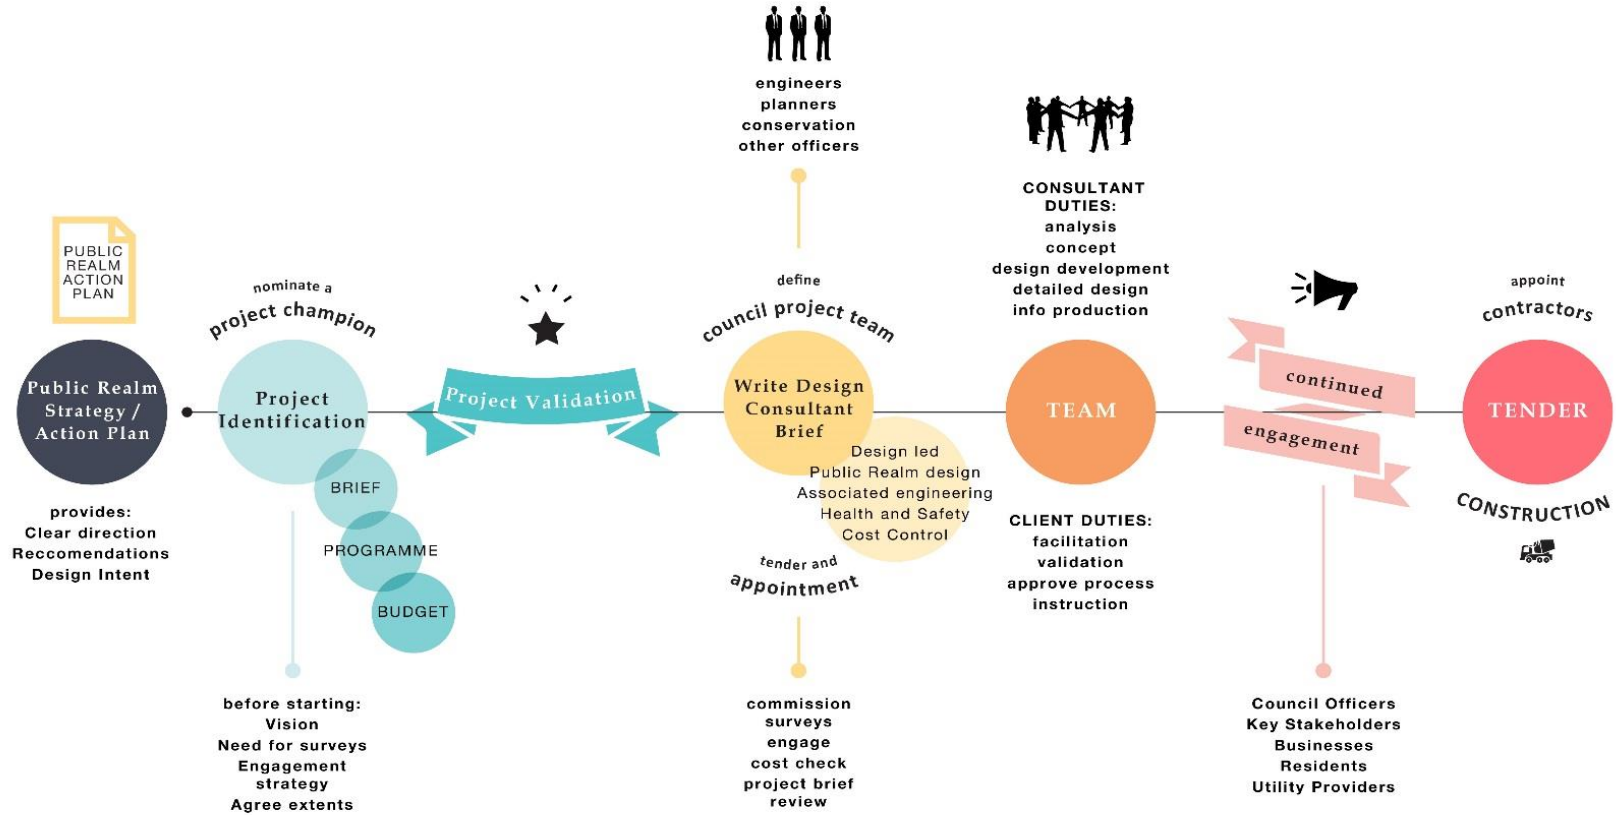 PUBLIC
REALM
ACTION
PLAN
Public Realm
Strategy /
Action Plan
provides:
Clear direction
Reccomendations
Design Intent
nominate a
project champion
Project
Identification
BRIEF
PROGRAMME
BUDGET
before starting:
Vision
Need for surveys
Engagement
strategy
Agree extents
Project Validation
engineers
planners
conservation
other officers
define
council project team
Write Design
Consultant
Brief
Design led
Public Realm design
Associated engineering
Health and Safety
Cost Control
tender and
appointment
commission
surveys
engage
cost check
project brief
review
CONSULTANT
DUTIES:
analysis
concept
design development
detailed design
info production
TEAM
CLIENT DUTIES:
facilitation
validation
approve process
instruction
continued
engagement
Council Officers
Key Stakeholders
Businesses
Residents
Utility Providers
appoint
contractors
TENDER
CONSTRUCTION